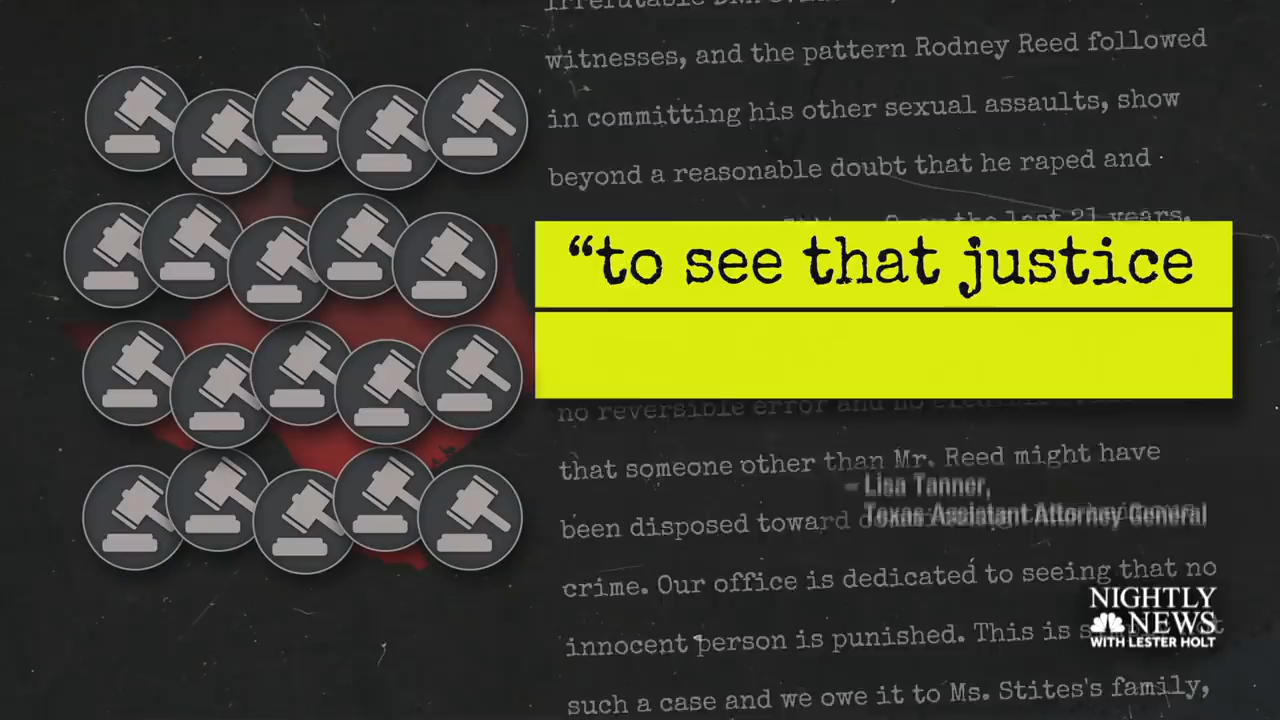 witnesses, and the pattern Rodney Reed followed
in committing his other sexual assaults, show
beyond a reasonable doubt that he raped and
the last 21 years,
“to see that justice
no reversible error and no
that someone other than Mr. Reed might have
– Lisa Tanner,
Texas Assistant Attorney General
been disposed toward
crime. Our office is dedicated to seeing that no
innocent person is punished. This is
such a case and we owe it to Ms. Stites's family,
NIGHTLY
NEWS
WITH LESTER HOLT